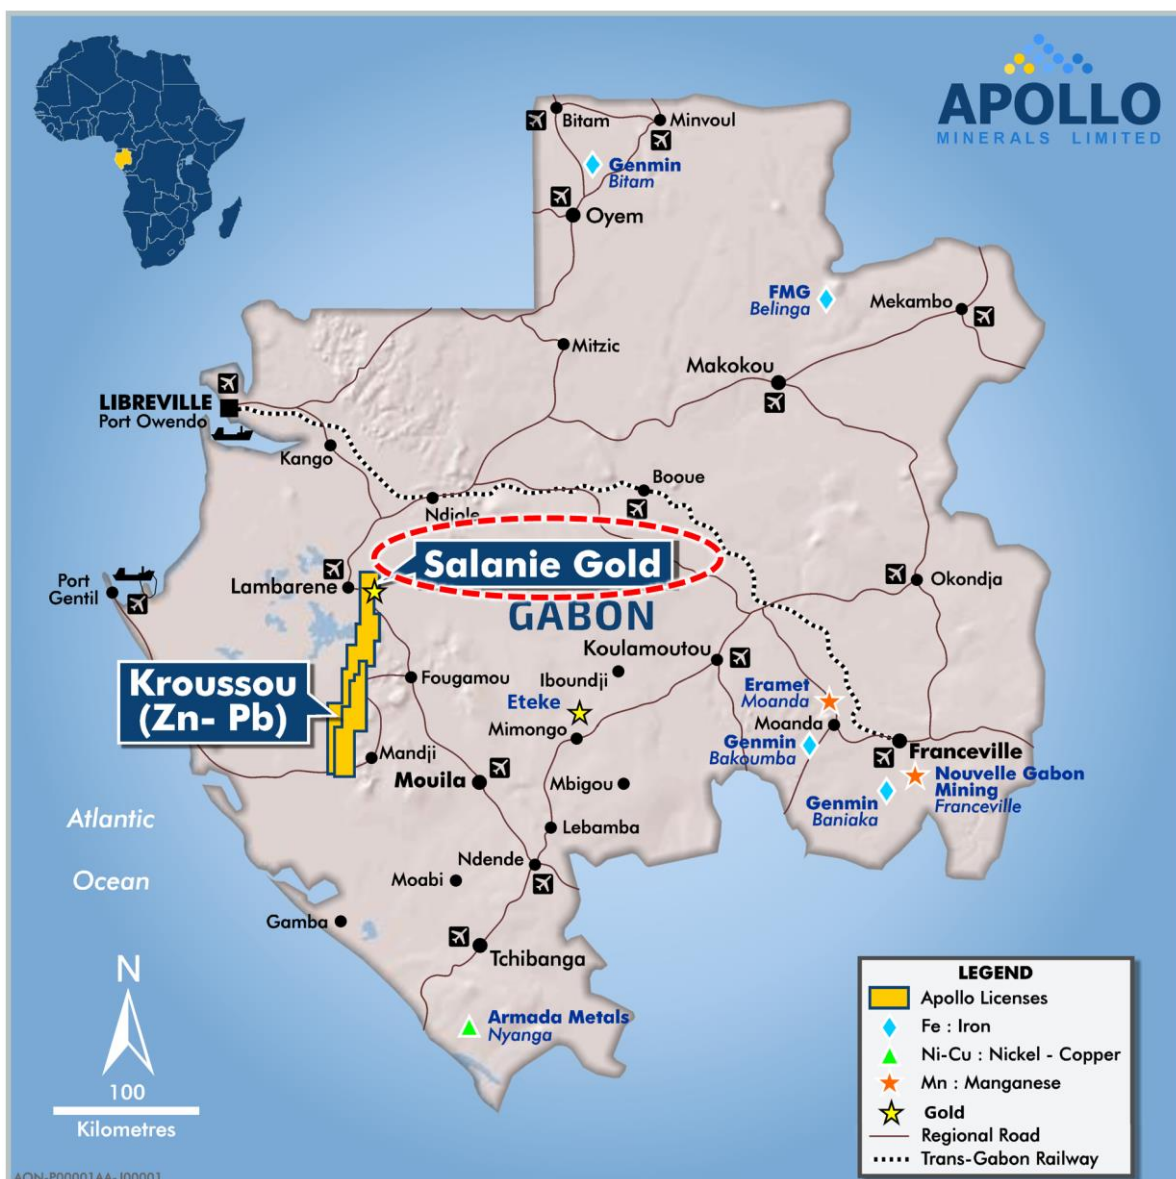 APOLLO
MINERALS LIMITED
Bitam
Minvoul
Genmin
Bitam
Oyem
FMG
Belinga
Mekambo
Mitzic
Makokou
LIBREVILLE
Port Owendo
Kango
Booue
Ndjole
Salanie Gold
Port
Gentil
Lambarene
Okondja
GABON
Koulamoutou
Kroussou
(Zn- Pb)
Fougamou
Iboundji
Eteke
Eramet
Moanda
Mimongo
Moanda
Genmin
Bakoumba
Franceville
Mandji
Mouila
Mbigou
Nouvelle Gabon
Mining
Franceville
Genmin
Baniaka
Atlantic
Ocean
Lebamba
Ndende
Moabi
Gamba
Tchibanga
N
100
Kilometres
Armada Metals
Nyanga
LEGEND
Apollo Licenses
Fe : Iron
Ni-Cu : Nickel - Copper
Mn : Manganese
Gold
Regional Road
Trans-Gabon Railway